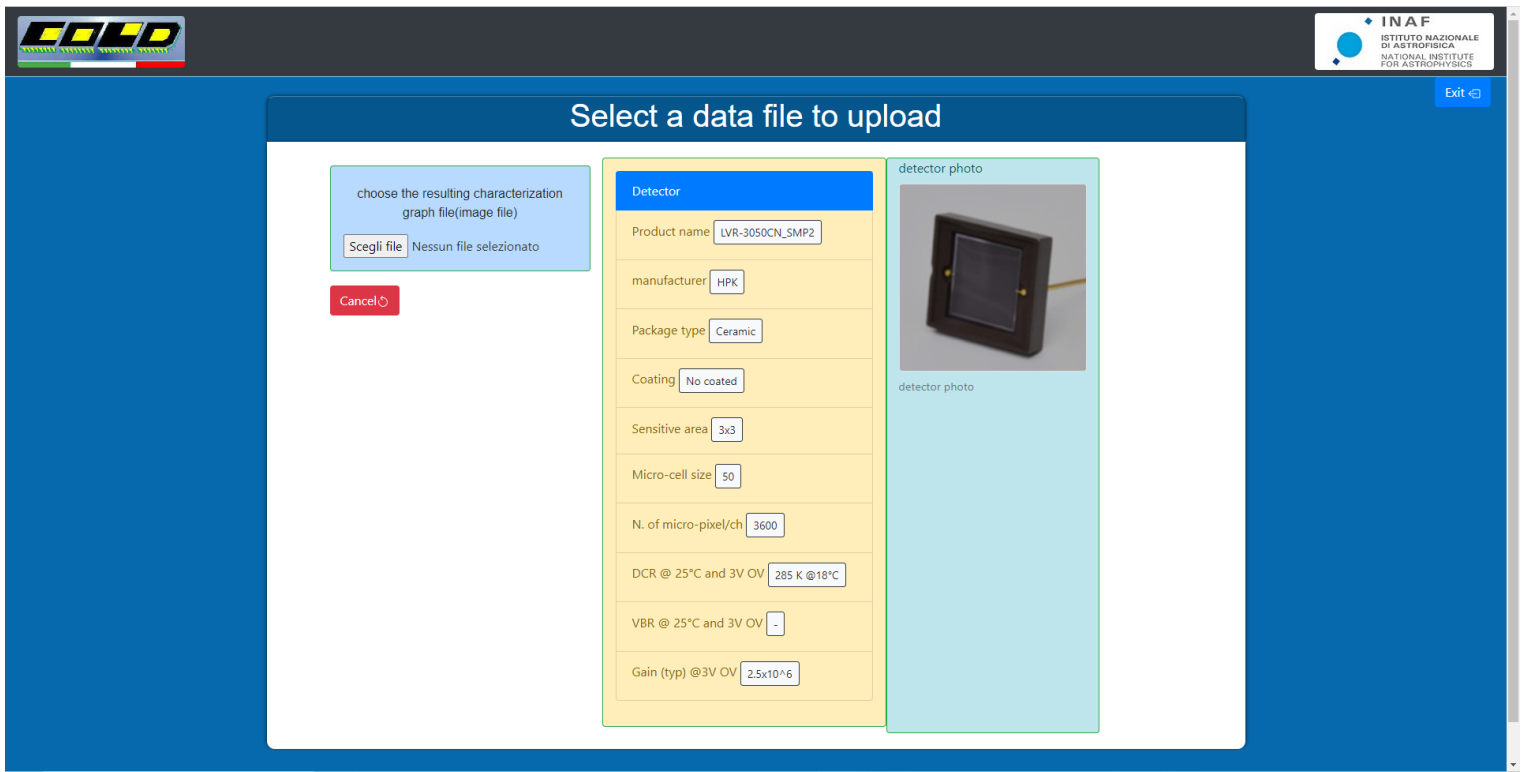 COLD
INAF
ISTITUTO NAZIONALE
DI ASTROFISICA
NATIONAL INSTITUTE
FOR ASTROPHYSICS
Exit
Select a data file to upload
choose the resulting characterization
graph file(image file)
Scegli file Nessun file selezionato
Cancel
Detector
Product name LVR-3050CN_SMP2
manufacturer HPK
Package type Ceramic
Coating No coated
Sensitive area 3x3
Micro-cell size 50
N. of micro-pixel/ch 3600
DCR @ 25°C and 3V OV 285 K @18°C
VBR @ 25°C and 3V OV -
Gain (typ) @3V OV 2.5x10^6
detector photo
detector photo